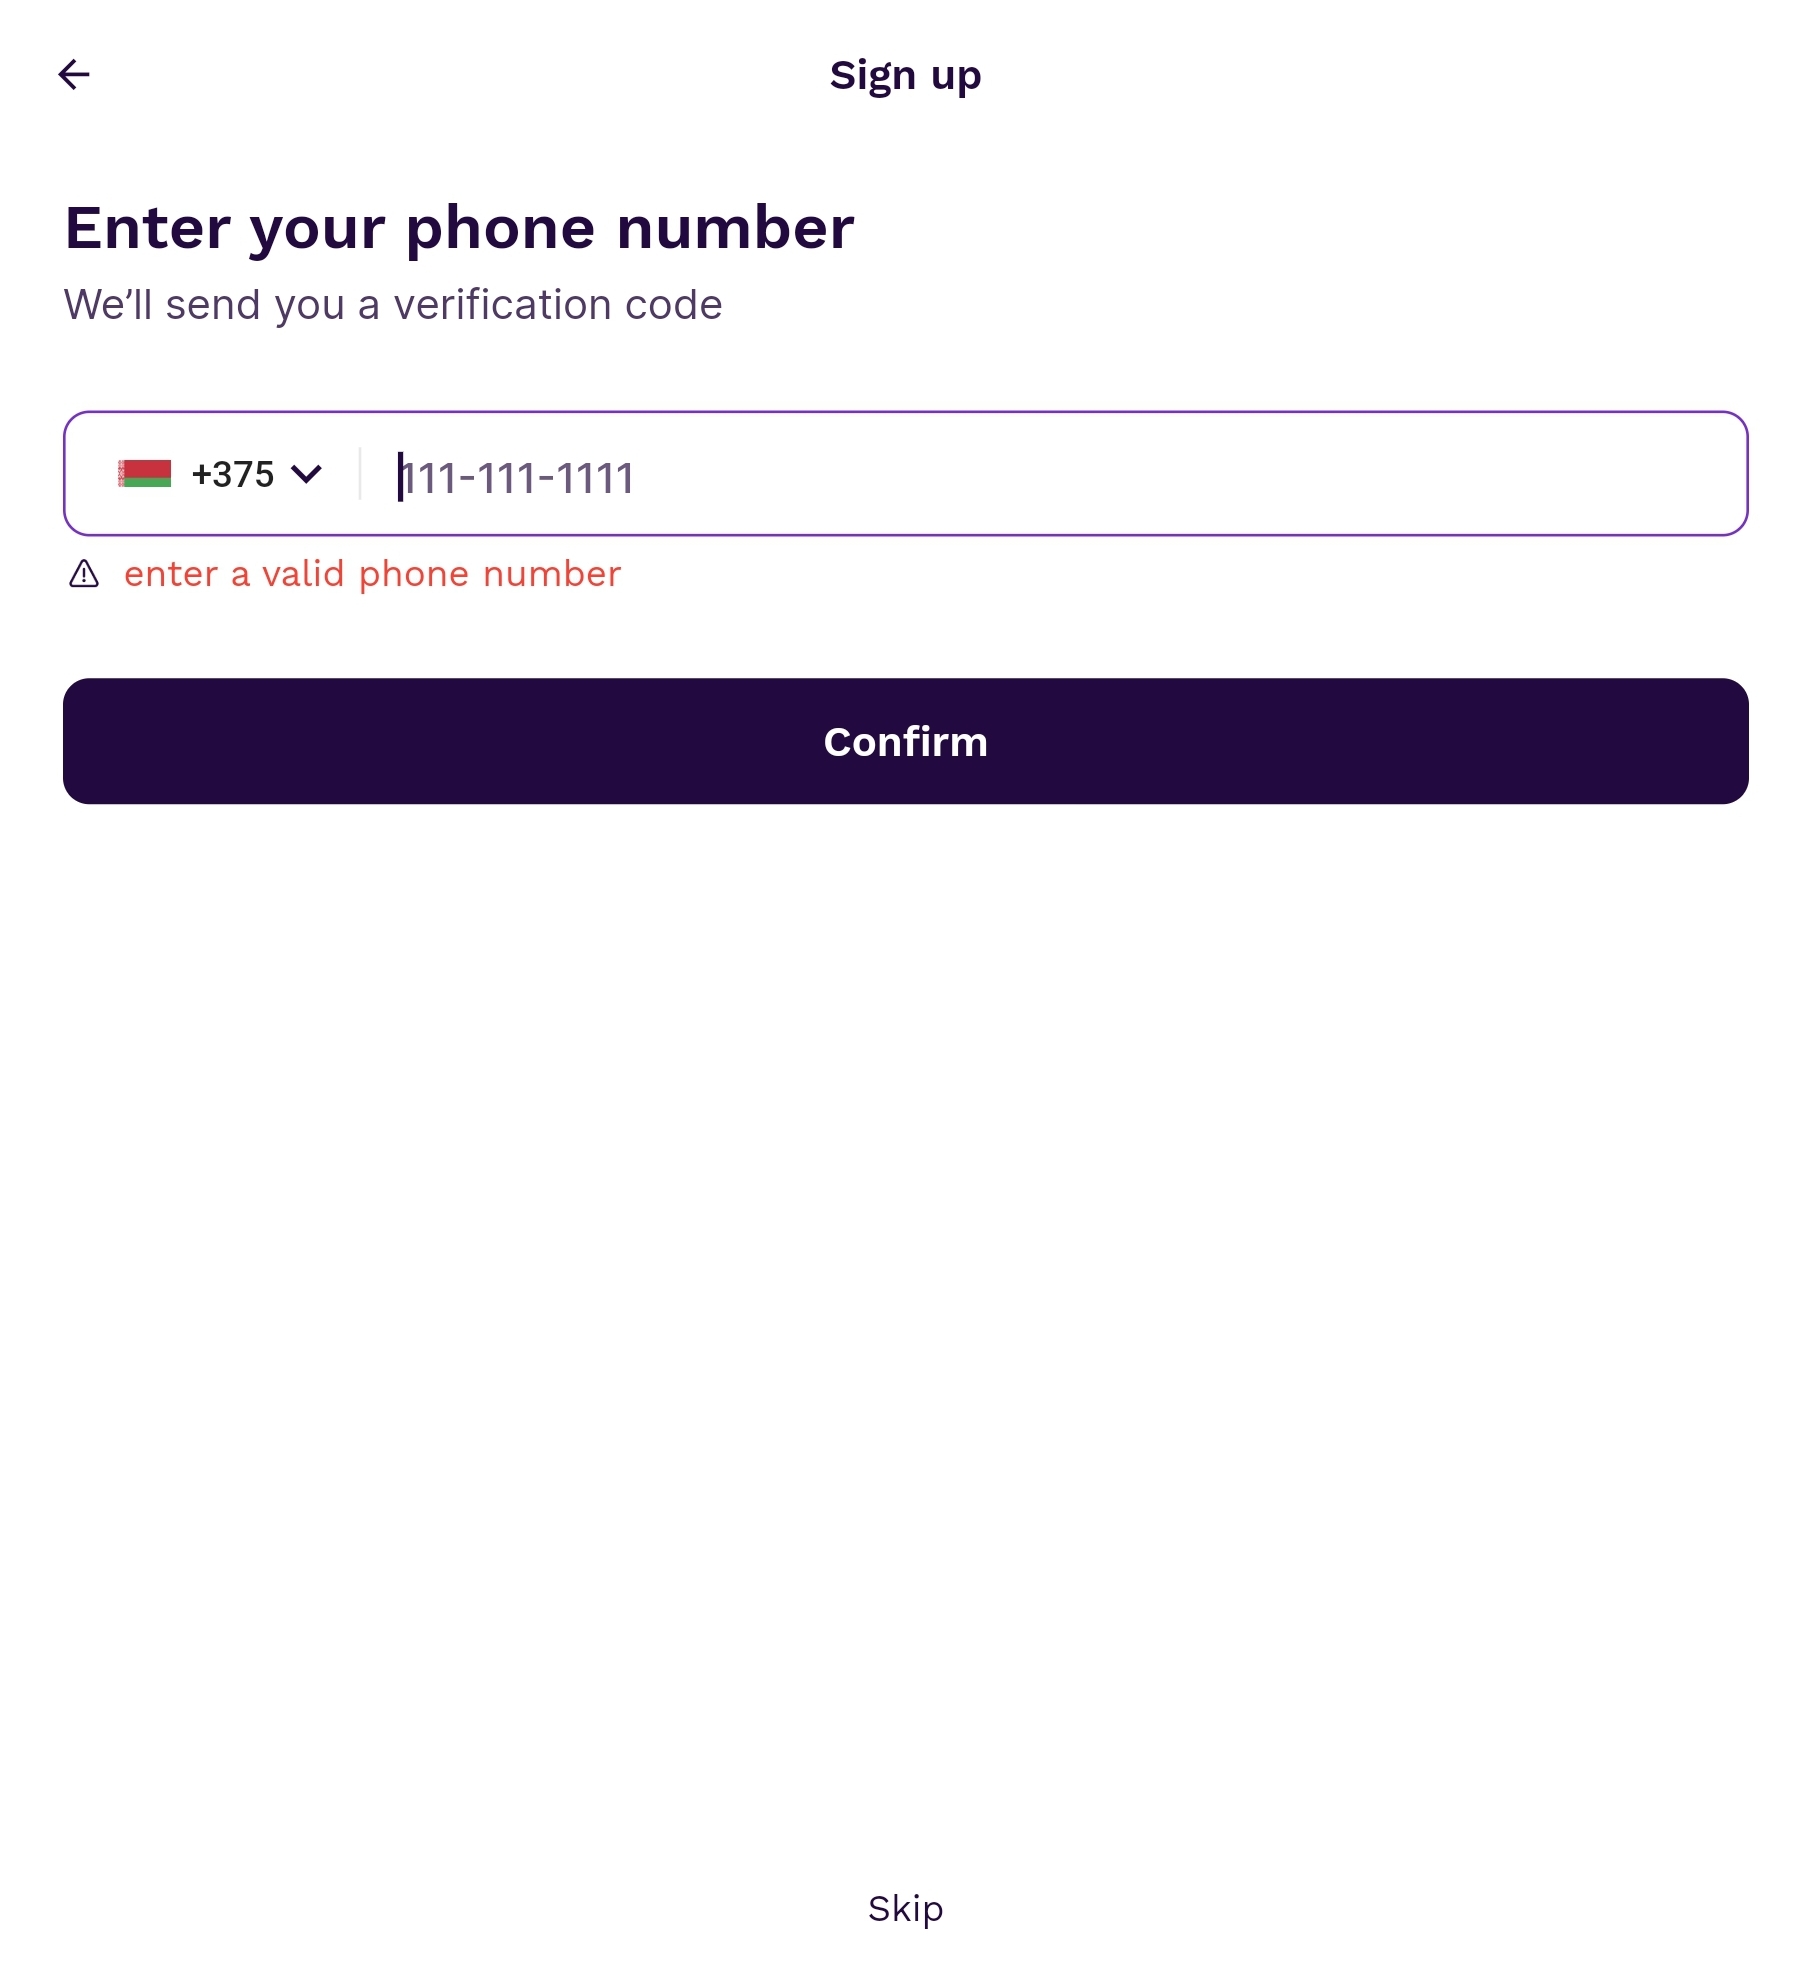 Sign up
Enter your phone number
We’ll send you a verification code
+375 111-111-1111
enter a valid phone number
Confirm
Skip